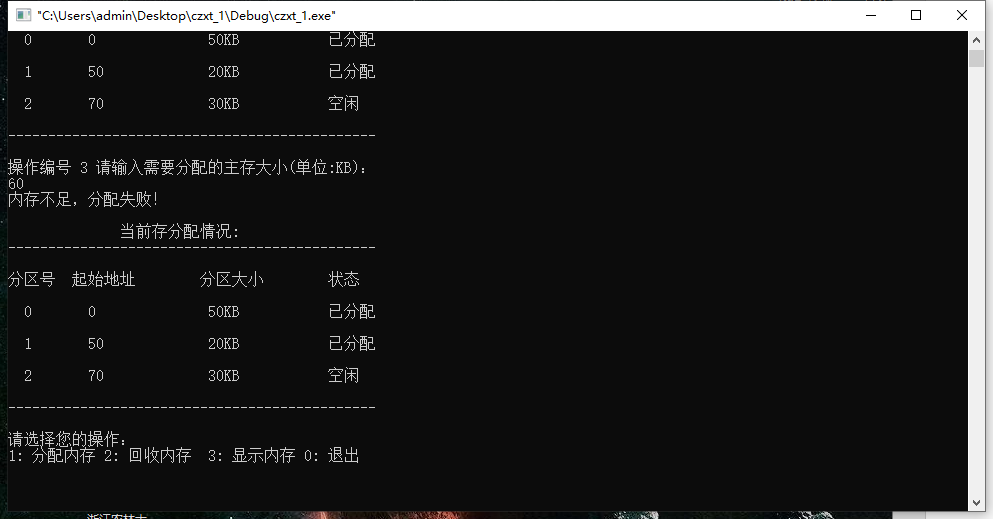 "C:\Users\admin\Desktop\czxt_1\Debug\czxt_1.exe"
0 0 50KB 已分配
1 50 20KB 已分配
2 70 30KB 空闲
----------------------------------------------
操作编号 3 请输入需要分配的主存大小(单位:KB):
60
内存不足，分配失败!
当前存分配情况:
----------------------------------------------
分区号 起始地址 分区大小 状态
0 0 50KB 已分配
1 50 20KB 已分配
2 70 30KB 空闲
----------------------------------------------
请选择您的操作:
1: 分配内存 2: 回收内存 3: 显示内存 0: 退出